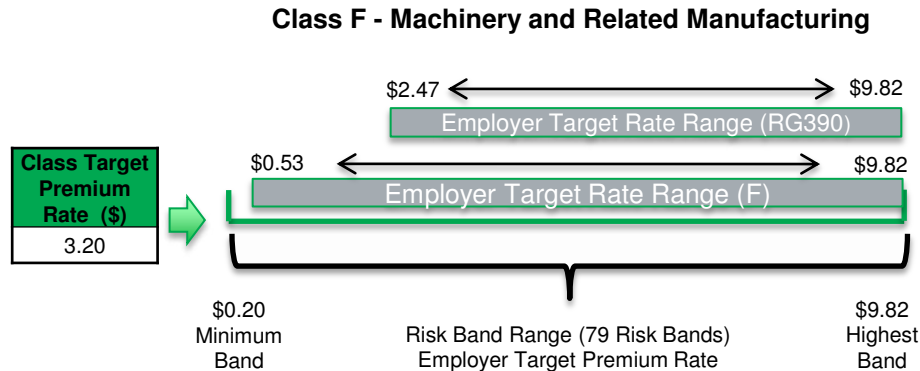 Class F - Machinery and Related Manufacturing
$2.47
$9.82
Employer Target Rate Range (RG390)
$0.53
$9.82
Employer Target Rate Range (F)
Class Target
Premium
Rate ($)
3.20
$0.20
Minimum
Band
Risk Band Range (79 Risk Bands)
Employer Target Premium Rate
$9.82
Highest
Band